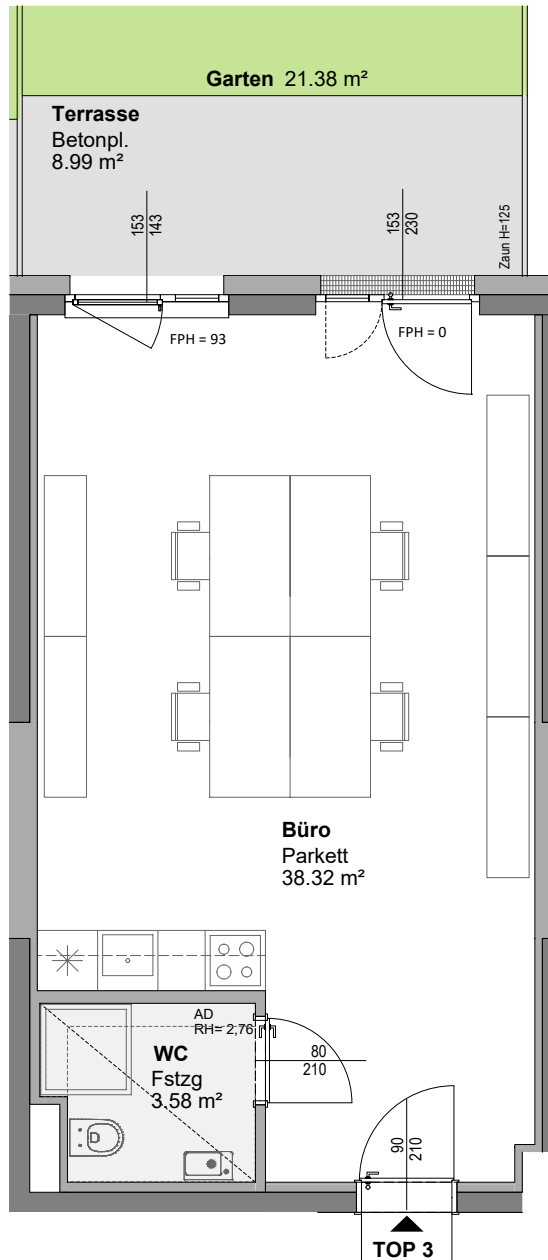 Garten 21.38 m²
Terrasse
Betonpl.
8.99 m²
153
143
153
230
Zaun H=125
FPH = 93
FPH = 0
Büro
Parkett
38.32 m²
AD
RH= 2,76
WC
Fstzg
3.58 m²
80
210
90
210
TOP 3